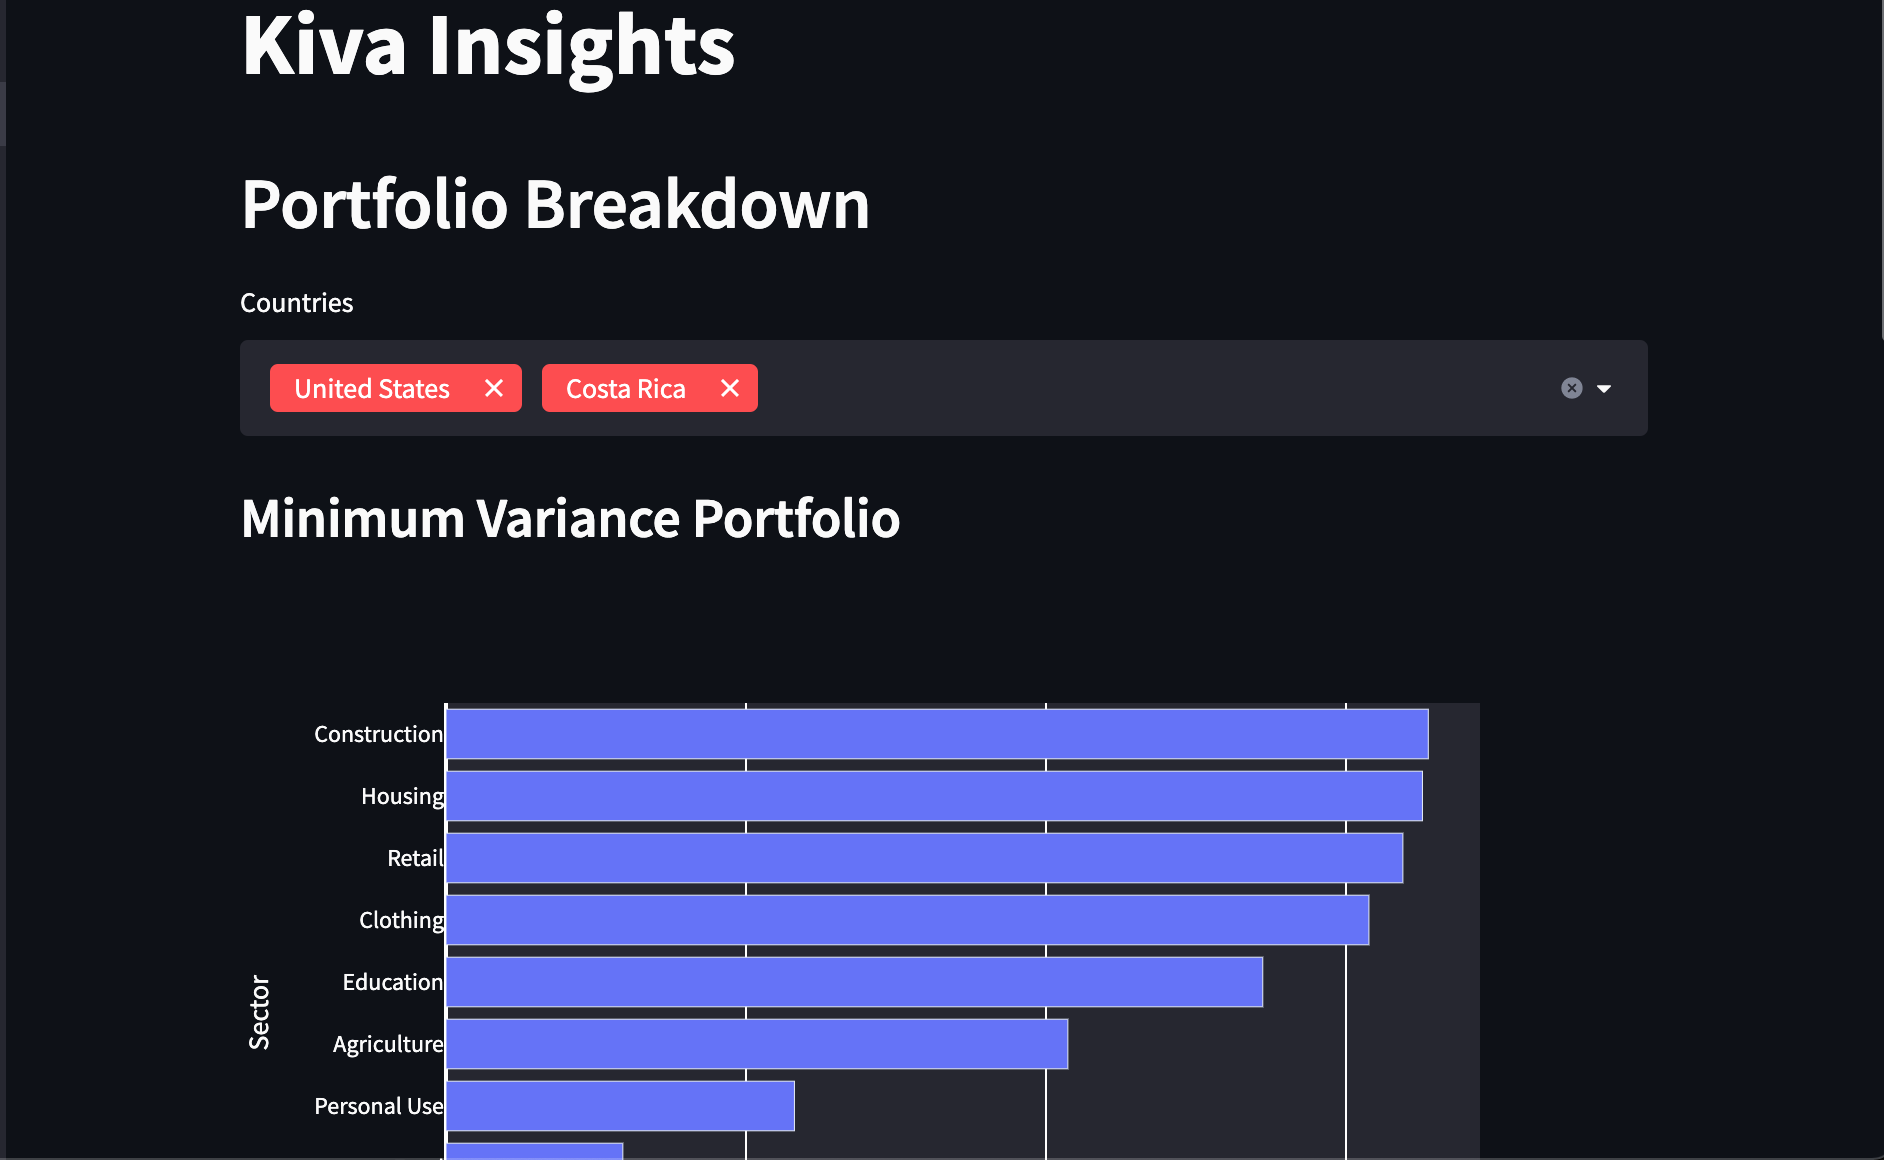 Kiva Insights
Portfolio Breakdown
Countries
United States
Costa Rica
Minimum Variance Portfolio
Construction
Housing
Retail
Clothing
Education
Sector
Agriculture
Personal Use